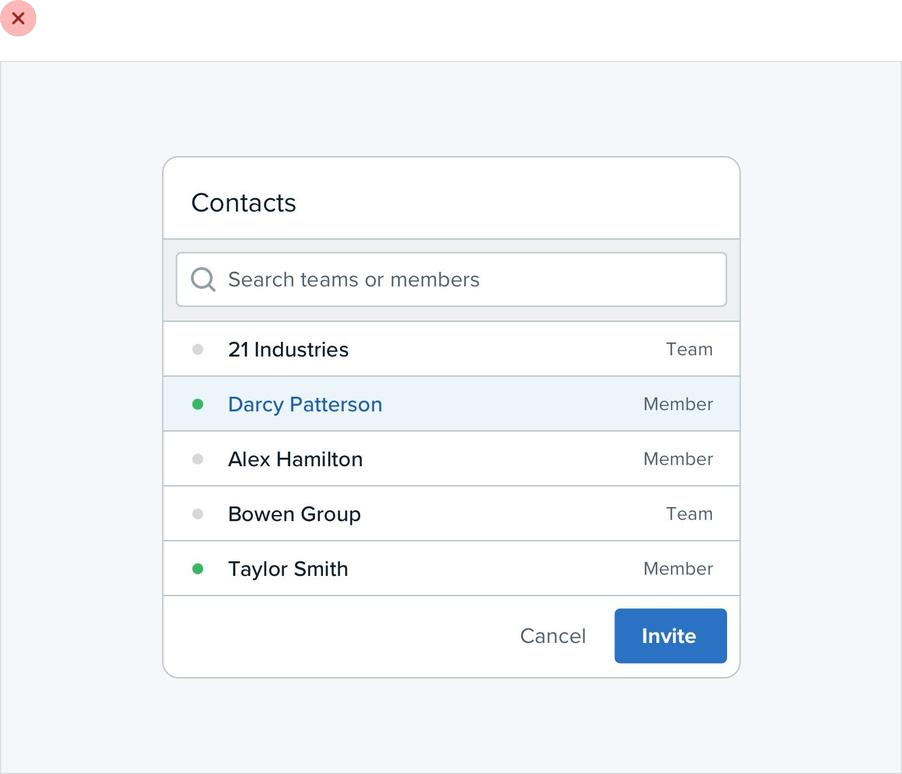 Contacts
Search teams or members
21 Industries Team
Darcy Patterson Member
Alex Hamilton Member
Bowen Group Team
Taylor Smith Member
Cancel Invite